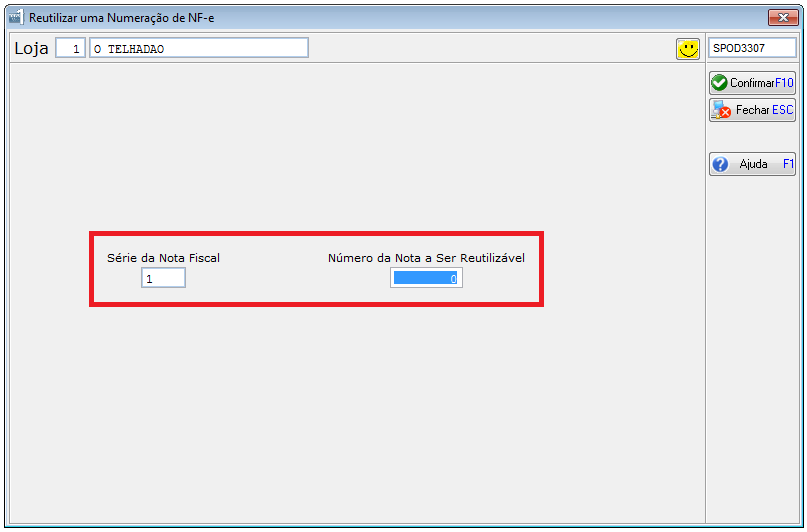 Reutilizar uma Numeração de NF-e
Loja 1 O TELHADAO
SPOD3307
Confirmar F10
Fechar ESC
Ajuda F1
Série da Nota Fiscal Número da Nota a Ser Reutilizável
1 0